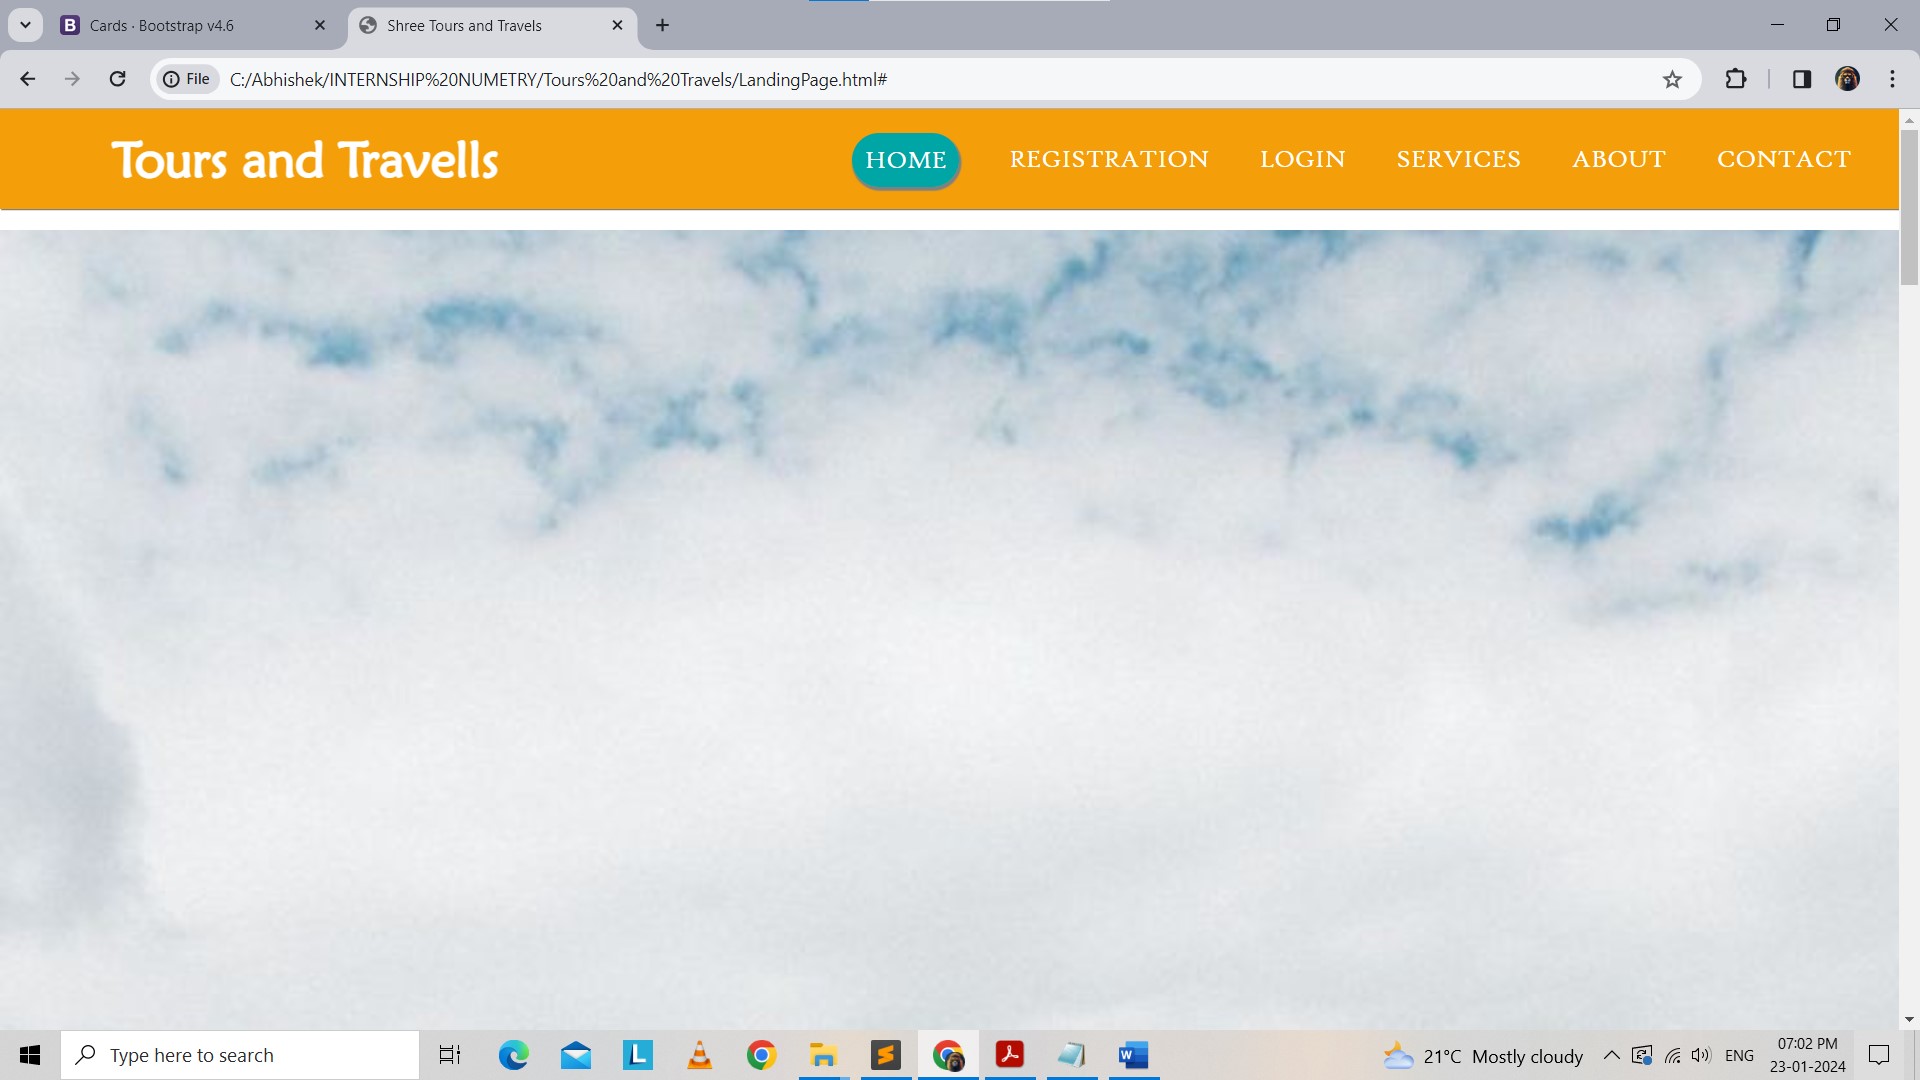 Cards · Bootstrap v4.6
Shree Tours and Travels
File
C:/Abhishek/INTERNSHIP%20NUMETRY/Tours%20and%20Travels/LandingPage.html#
Tours and Travells
HOME
REGISTRATION
LOGIN
SERVICES
ABOUT
CONTACT
Type here to search
21°C Mostly cloudy
ENG
07:02 PM
23-01-2024